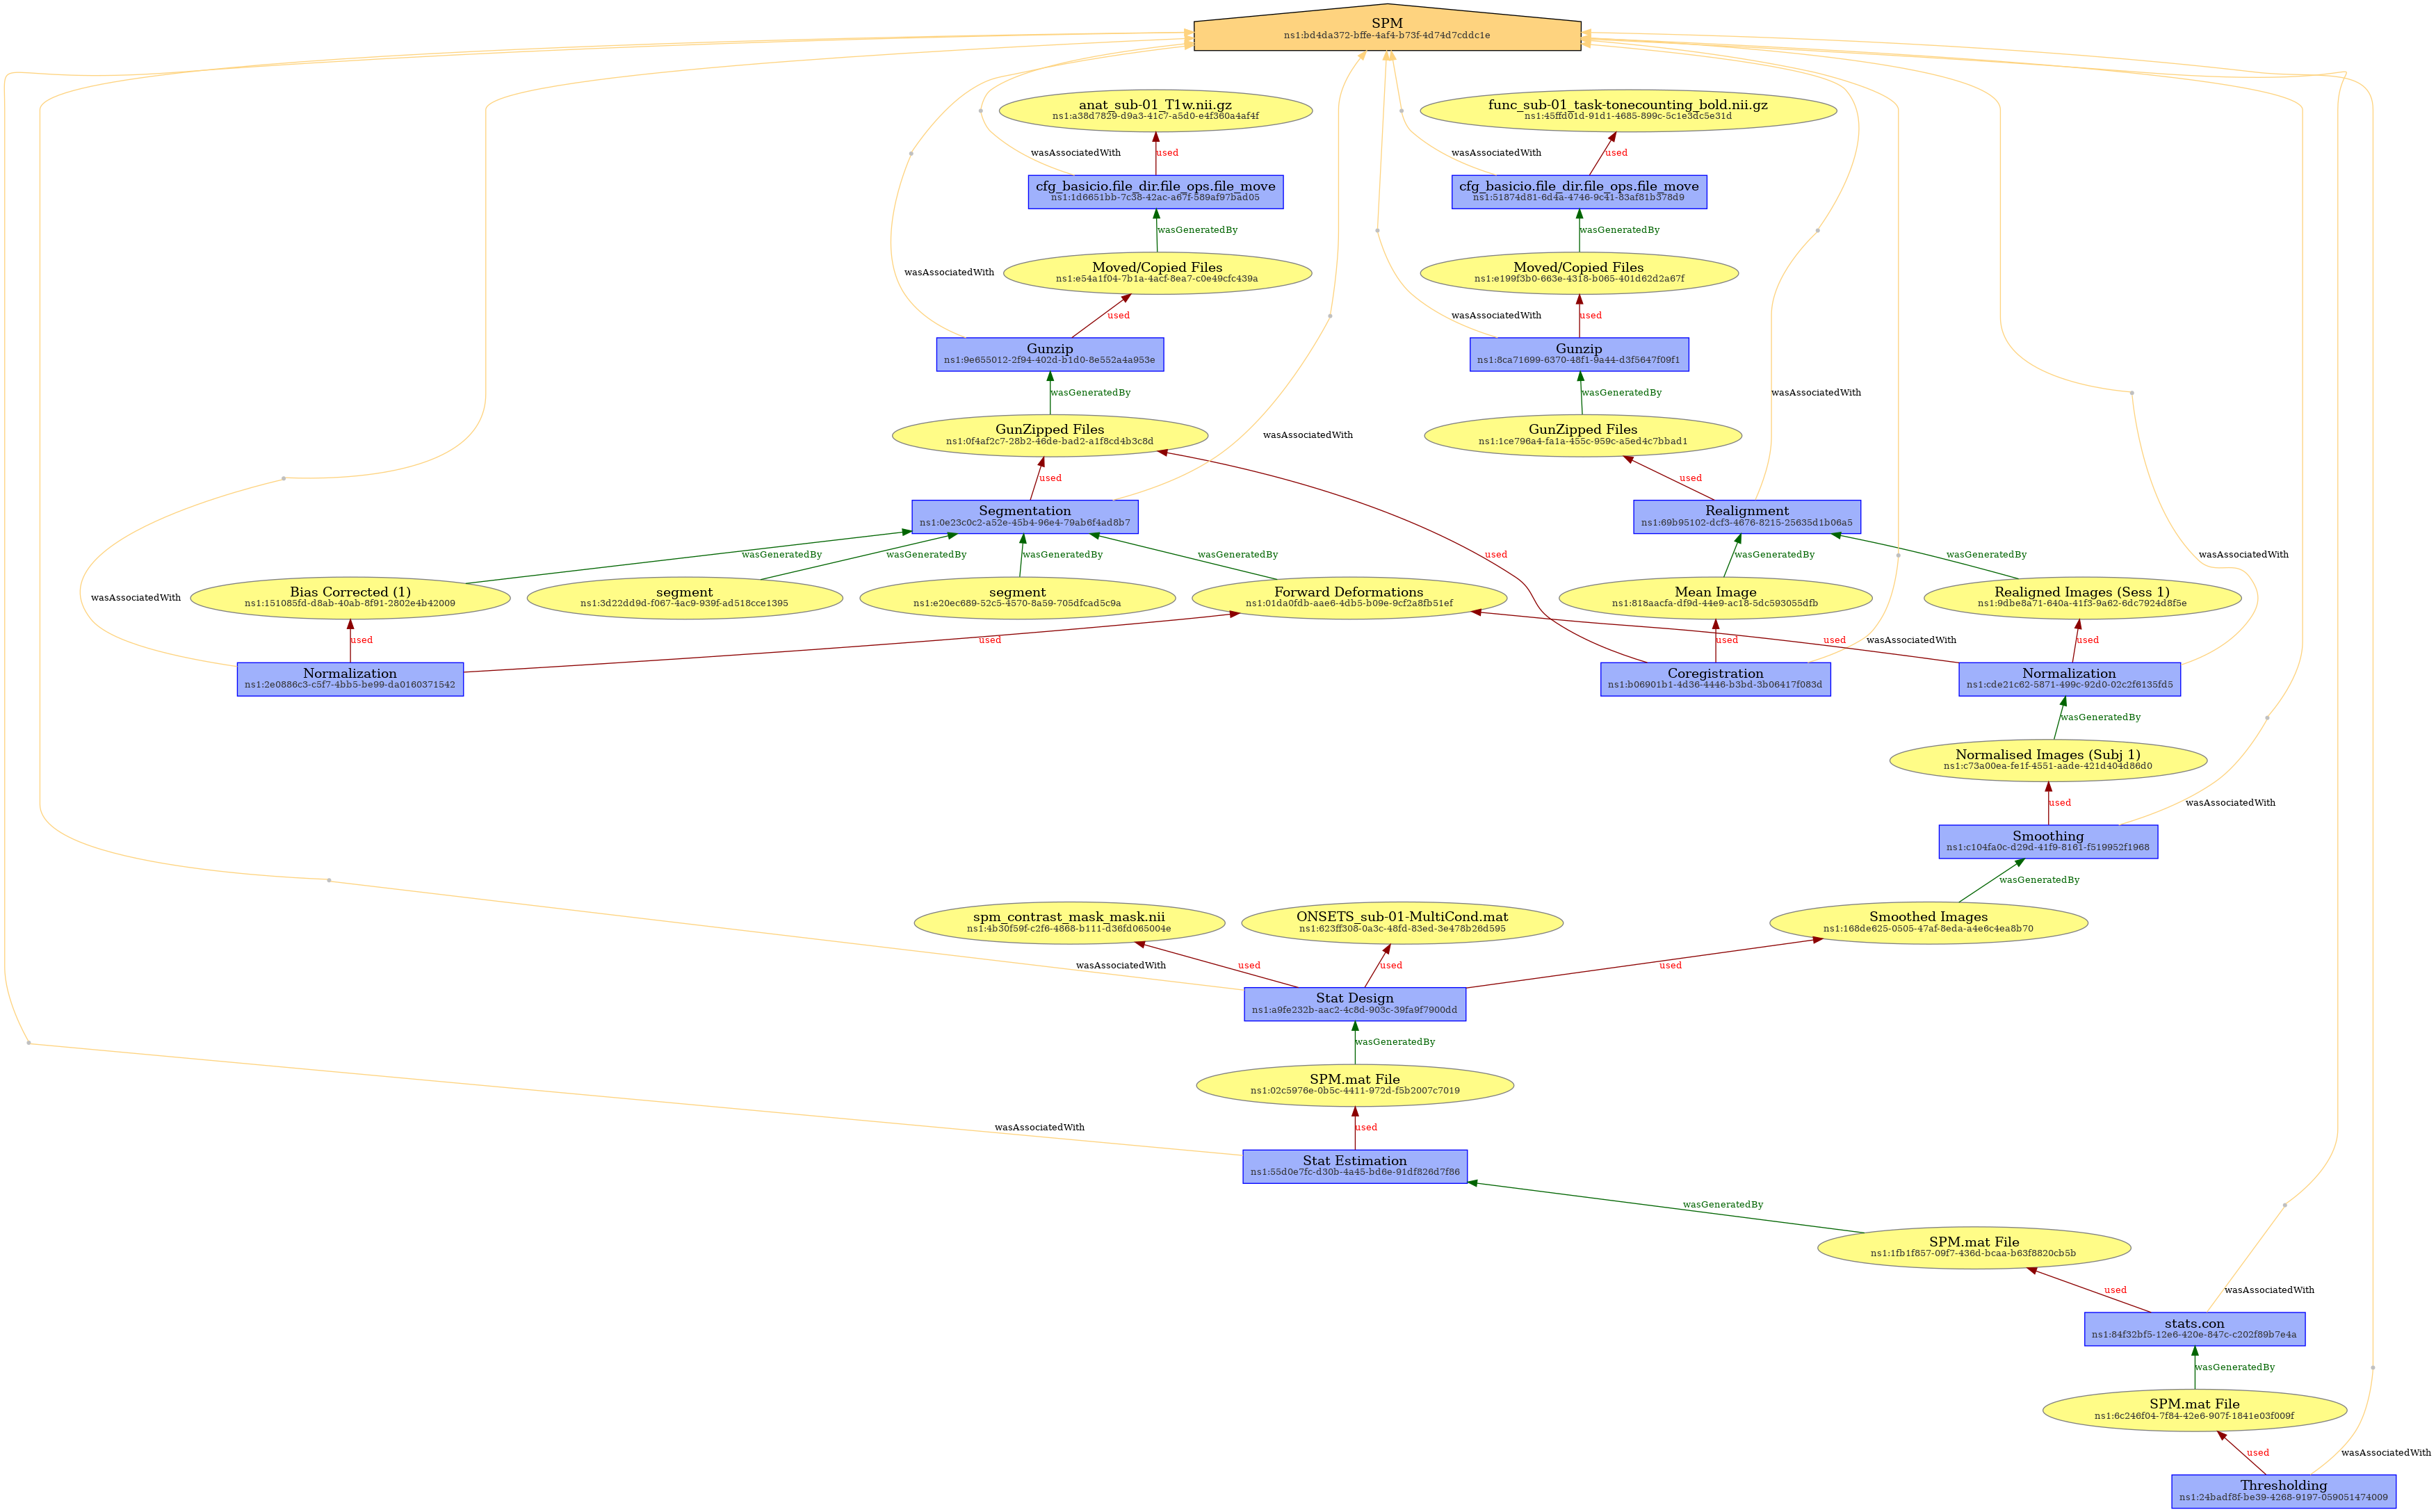 SPM
ns1:bd4da372-bffe-4af4-b73f-4d74d7cddc1e
anat_sub-01_T1w.nii.gz
ns1:a38d7829-d9a3-41c7-a5d0-e4f360a4af4f
func_sub-01_task-tonecounting_bold.nii.gz
ns1:45ffd01d-91d1-4685-899c-5c1e3dc5e31d
wasAssociatedWith
used
wasAssociatedWith
used
cfg_basicio.file_dir.file_ops.file_move
ns1:1d6651bb-7c38-42ac-a67f-589af97bad05
cfg_basicio.file_dir.file_ops.file_move
ns1:51874d81-6d4a-4746-9c41-83af81b378d9
wasGeneratedBy
wasGeneratedBy
Moved/Copied Files
ns1:e54a1f04-7b1a-4acf-8ea7-c0e49cfc439a
Moved/Copied Files
ns1:e199f3b0-663e-4318-b065-401d62d2a67f
wasAssociatedWith
used
wasAssociatedWith
used
Gunzip
ns1:9e655012-2f94-402d-b1d0-8e552a4a953e
Gunzip
ns1:8ca71699-6370-48f1-9a44-d3f5647f09f1
wasGeneratedBy
wasGeneratedBy
wasAssociatedWith
GunZipped Files
ns1:0f4af2c7-28b2-46de-bad2-a1f8cd4b3c8d
wasAssociatedWith
GunZipped Files
ns1:1ce796a4-fa1a-455c-959c-a5ed4c7bbad1
used
used
Segmentation
ns1:0e23c0c2-a52e-45b4-96e4-79ab6f4ad8b7
Realignment
ns1:69b95102-dcf3-4676-8215-25635d1b06a5
wasGeneratedBy
wasGeneratedBy
wasGeneratedBy
wasGeneratedBy
used
wasGeneratedBy
wasGeneratedBy
wasAssociatedWith
wasAssociatedWith
Bias Corrected (1)
ns1:151085fd-d8ab-40ab-8f91-2802e4b42009
segment
ns1:3d22dd9d-f067-4ac9-939f-ad518cce1395
segment
ns1:e20ec689-52c5-4570-8a59-705dfcad5c9a
Forward Deformations
ns1:01da0fdb-aae6-4db5-b09e-9cf2a8fb51ef
Mean Image
ns1:818aacfa-df9d-44e9-ac18-5dc593055dfb
Realigned Images (Sess 1)
ns1:9dbe8a71-640a-41f3-9a62-6dc7924d8f5e
used
used
used
used
wasAssociatedWith
used
Normalization
ns1:2e0886c3-c5f7-4bb5-be99-da0160371542
Coregistration
ns1:b06901b1-4d36-4446-b3bd-3b06417f083d
Normalization
ns1:cde21c62-5871-499c-92d0-02c2f6135fd5
wasGeneratedBy
Normalised Images (Subj 1)
ns1:c73a00ea-fe1f-4551-aade-421d404d86d0
used
wasAssociatedWith
Smoothing
ns1:c104fa0c-d29d-41f9-8161-f519952f1968
wasGeneratedBy
spm_contrast_mask_mask.nii
ns1:4b30f59f-c2f6-4868-b111-d36fd065004e
ONSETS_sub-01-MultiCond.mat
ns1:623ff308-0a3c-48fd-83ed-3e478b26d595
Smoothed Images
ns1:168de625-0505-47af-8eda-a4e6c4ea8b70
wasAssociatedWith
used
used
used
Stat Design
ns1:a9fe232b-aac2-4c8d-903c-39fa9f7900dd
wasGeneratedBy
SPM.mat File
ns1:02c5976e-0b5c-4411-972d-f5b2007c7019
wasAssociatedWith
used
Stat Estimation
ns1:55d0e7fc-d30b-4a45-bd6e-91df826d7f86
wasGeneratedBy
SPM.mat File
ns1:1fb1f857-09f7-436d-bcaa-b63f8820cb5b
used
wasAssociatedWith
stats.con
ns1:84f32bf5-12e6-420e-847c-c202f89b7e4a
wasGeneratedBy
SPM.mat File
ns1:6c246f04-7f84-42e6-907f-1841e03f009f
used
wasAssociatedWith
Thresholding
ns1:24badf8f-be39-4268-9197-059051474009